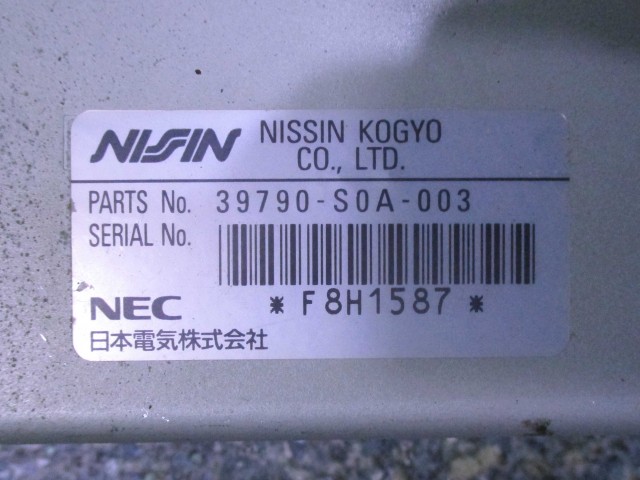 NISSIN NISSIN KOGYO
CO., LTD.
PARTS No. 39790-S0A-003
SERIAL No.
NEC *F8H1587*
日本電気株式会社